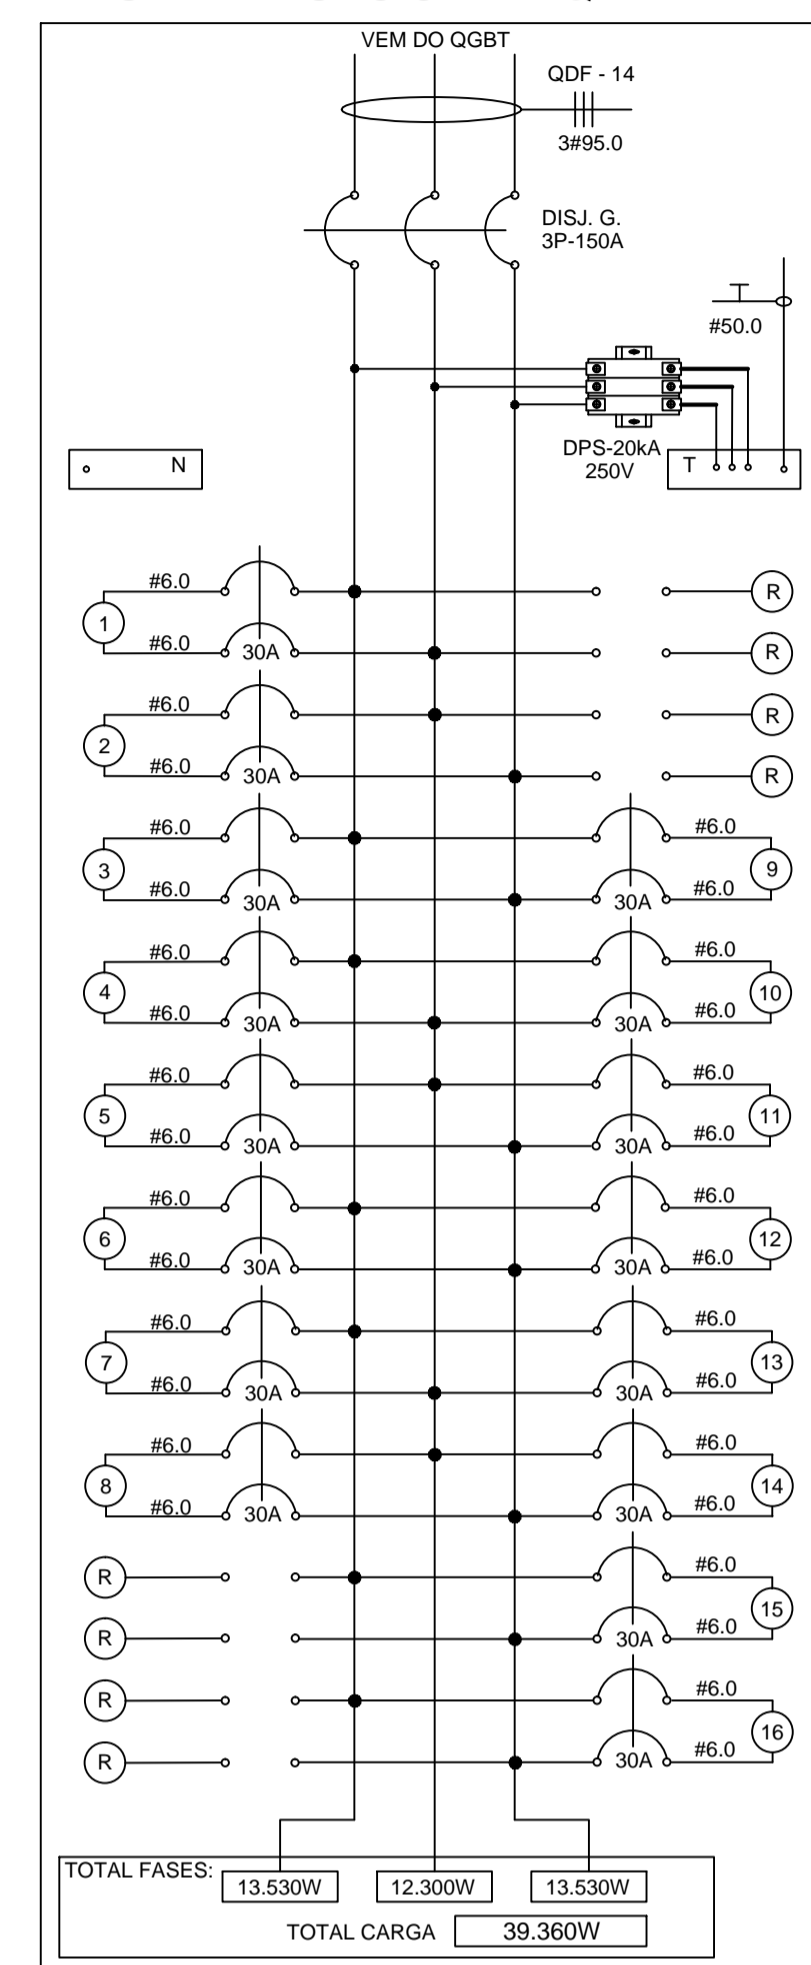 VEM DO QGBT
QDF - 14
3#95.0
DISJ. G.
3P-150A
T
#50.0
DPS-20kA
250V
N
T
#6.0
1
#6.0
30A
R
R
#6.0
2
#6.0
30A
R
R
#6.0
3
#6.0
30A
#6.0
9
30A
#6.0
#6.0
4
#6.0
30A
#6.0
10
30A
#6.0
#6.0
5
#6.0
30A
#6.0
11
30A
#6.0
#6.0
6
#6.0
30A
#6.0
12
30A
#6.0
#6.0
7
#6.0
30A
#6.0
13
30A
#6.0
#6.0
8
#6.0
30A
#6.0
14
30A
#6.0
R
R
#6.0
15
30A
#6.0
R
R
#6.0
16
30A
#6.0
TOTAL FASES:
13.530W 12.300W 13.530W
TOTAL CARGA 39.360W